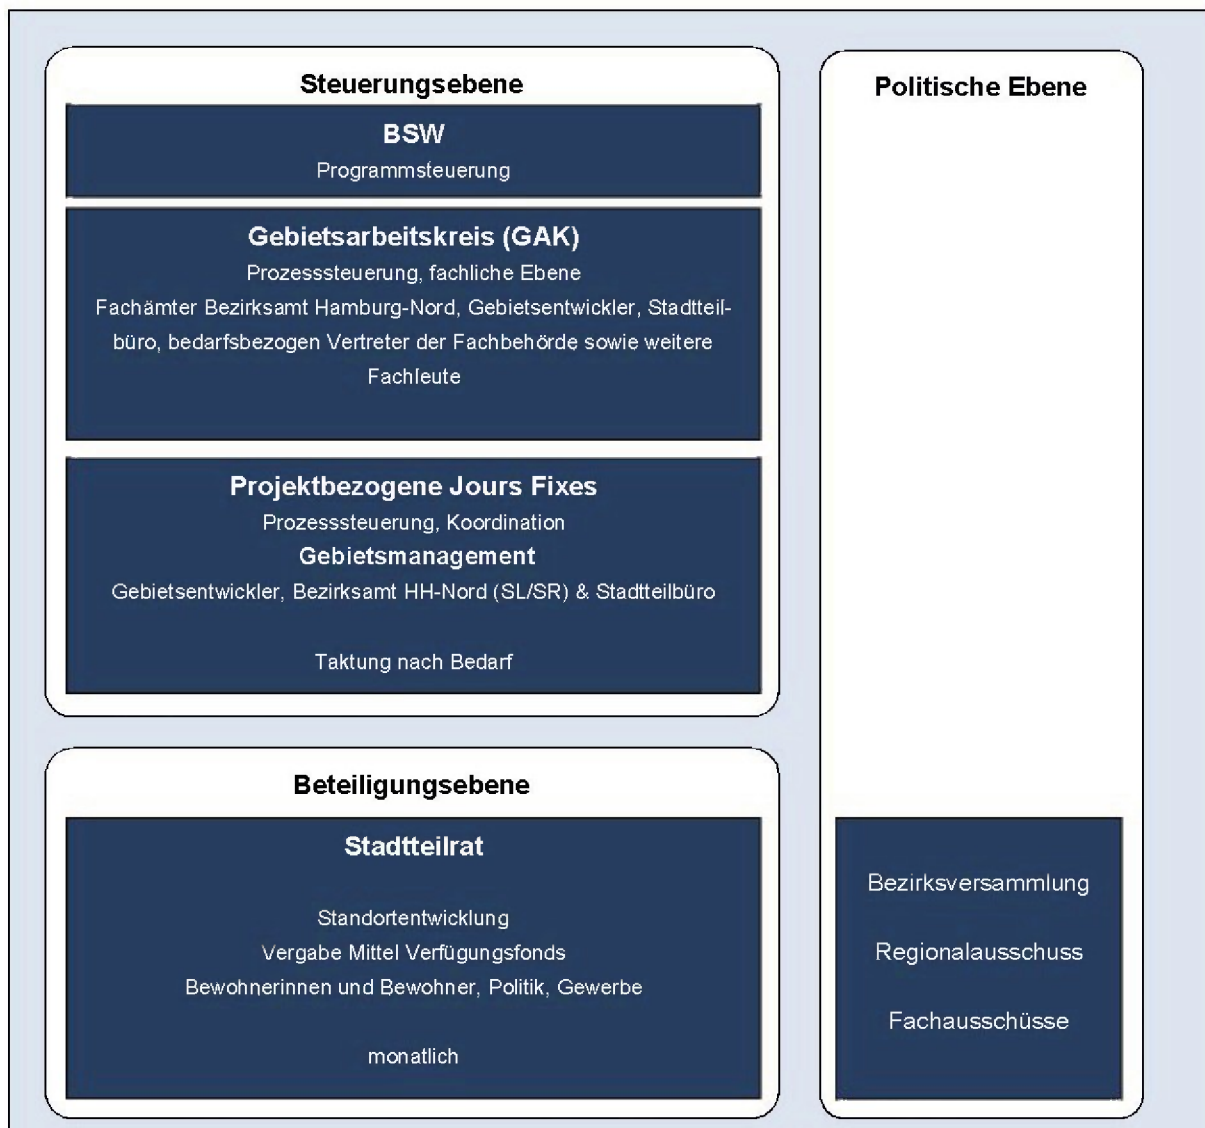 Steuerungsebene
BSW
Programmsteuerung
Gebietsarbeitskreis (GAK)
Prozesssteuerung, fachliche Ebene
Fachämter Bezirksamt Hamburg-Nord, Gebietsentwickler, Stadtteil-
büro, bedarfsbezogen Vertreter der Fachbehörde sowie weitere
Fachleute
Projektbezogene Jours Fixes
Prozesssteuerung, Koordination
Gebietsmanagement
Gebietsentwickler, Bezirksamt HH-Nord (SL/SR) & Stadtteilbüro
Taktung nach Bedarf
Beteiligungsebene
Stadtteilrat
Standortentwicklung
Vergabe Mittel Verfügungsfonds
Bewohnerinnen und Bewohner, Politik, Gewerbe
monatlich
Politische Ebene
Bezirksversammlung
Regionalausschuss
Fachausschüsse